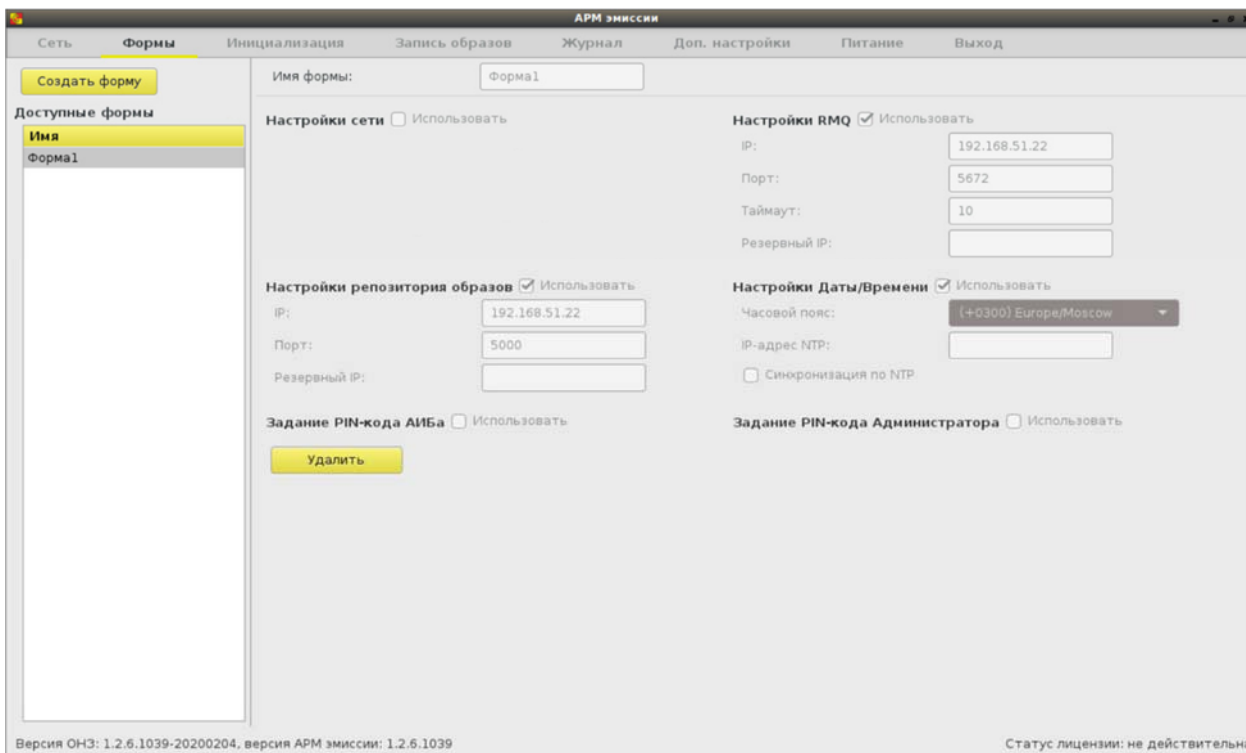 АРМ эмиссии
Сеть Формы Инициализация Запись образов Журнал Доп. настройки Питание Выход
Создать форму
Доступные формы
Имя
Форма1
Имя формы: Форма1
Настройки сети Использовать
Настройки RMQ Использовать
IP: 192.168.51.22
Порт: 5672
Таймаут: 10
Резервный IP:
Настройки репозитория образов Использовать
IP: 192.168.51.22
Порт: 5000
Резервный IP:
Настройки Даты/Времени Использовать
Часовой пояс: (+0300) Europe/Moscow
IP-адрес NTP:
Синхронизация по NTP
Задание PIN-кода АИБа Использовать
Задание PIN-кода Администратора Использовать
Удалить
Версия ОНЗ: 1.2.6.1039-20200204, версия АРМ эмиссии: 1.2.6.1039
Статус лицензии: не действительн